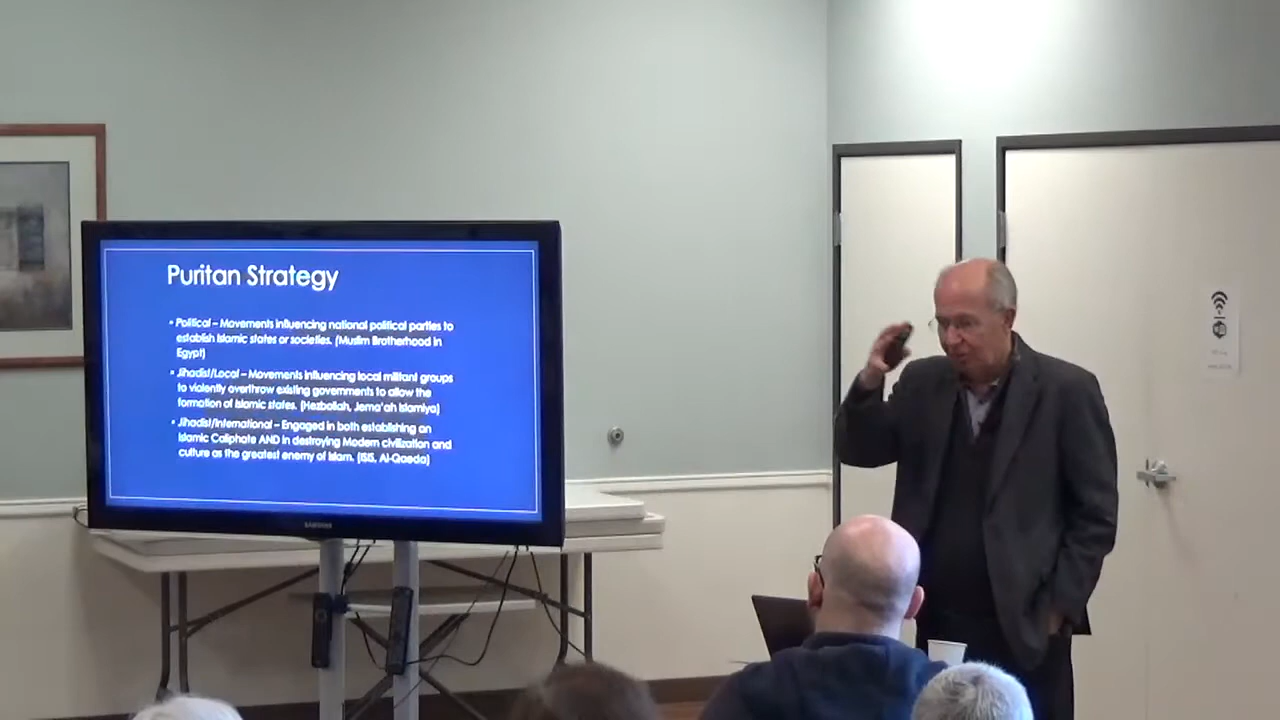 Puritan Strategy
• Political – Movements influencing national political parties to
establish Islamic states or societies. (Muslim Brotherhood in
Egypt)
• Jihadist/Local – Movements influencing local militant groups
to violently overthrow existing governments to allow the
formation of Islamic states. (Hezbollah, Jema'ah Islamiya)
• Jihadist/International – Engaged in both establishing an
Islamic Caliphate AND in destroying Modern civilization and
culture as the greatest enemy of Islam. (ISIS, Al-Qaeda)
SAMSUNG